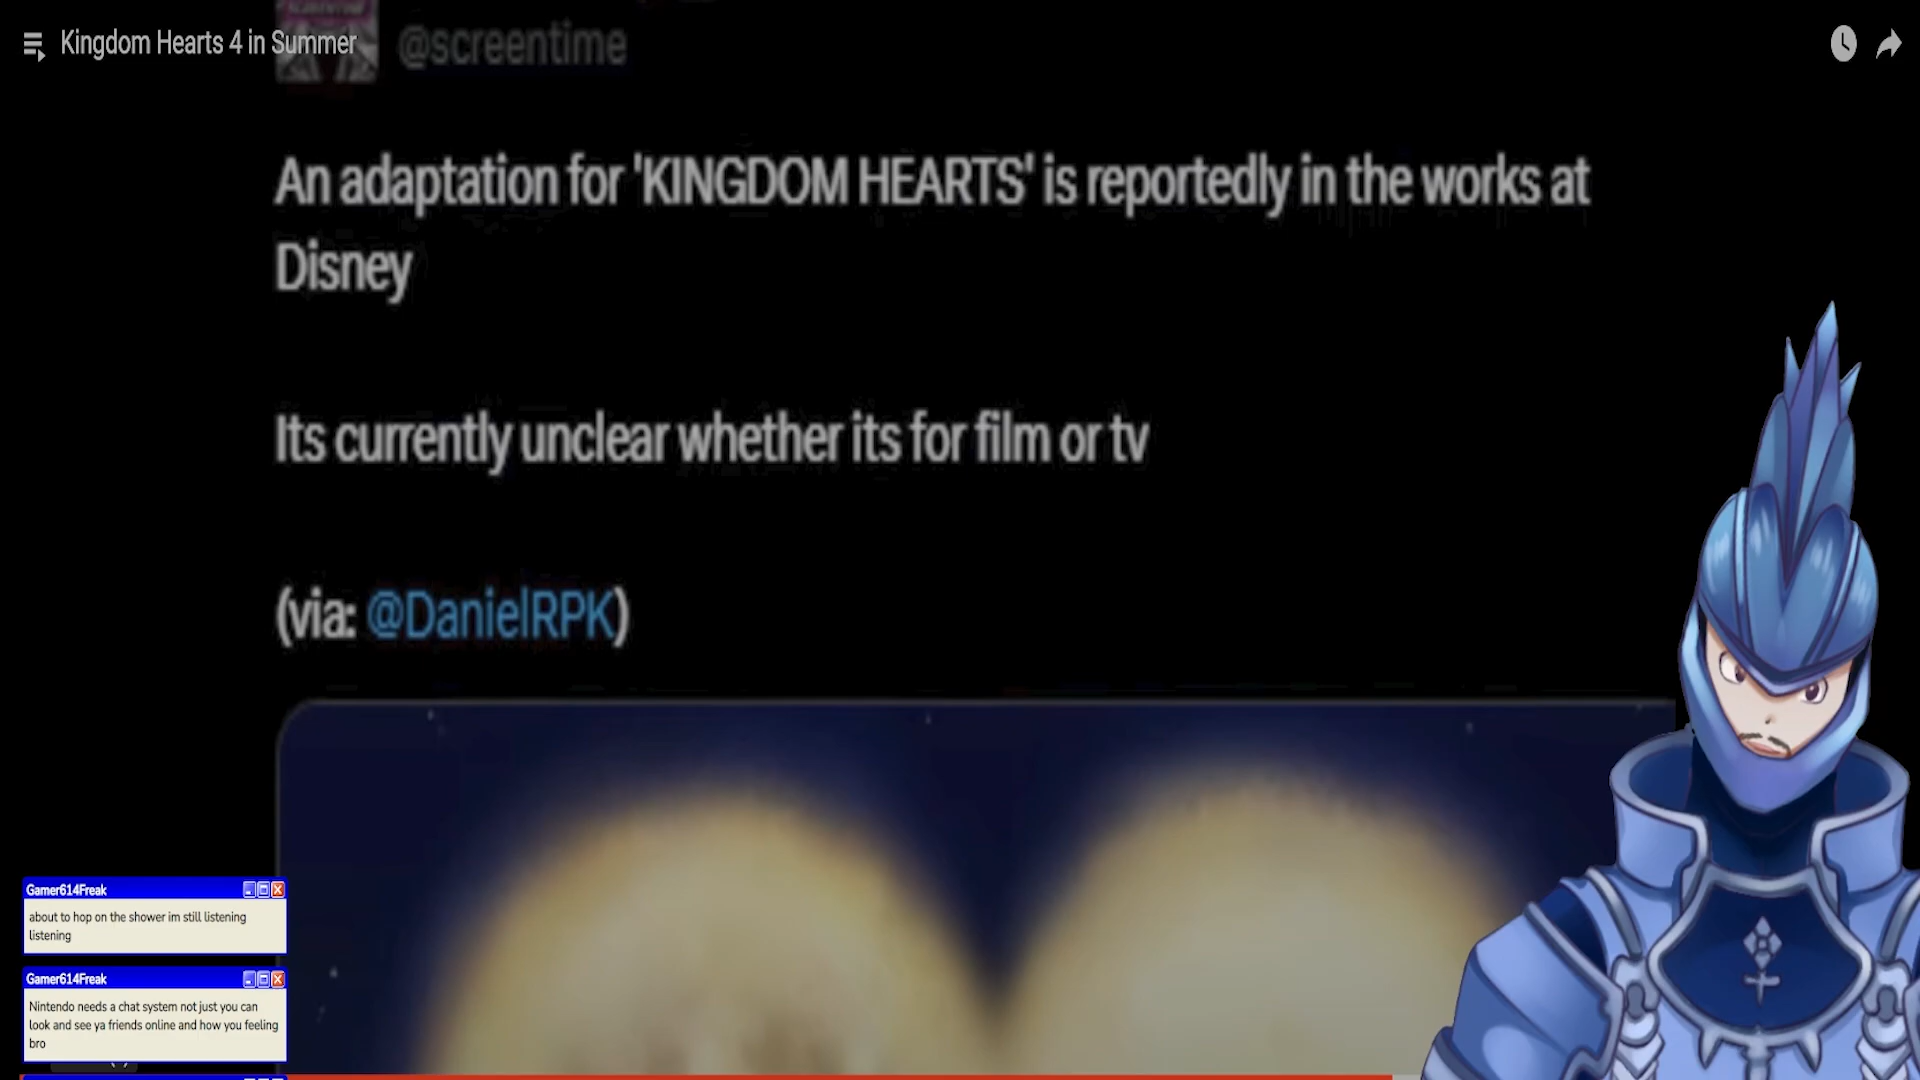 Kingdom Hearts 4 in Summer
@screentime
An adaptation for 'KINGDOM HEARTS' is reportedly in the works at
Disney
Its currently unclear whether its for film or tv
(via: @DanielRPK)
Gamer614Freak
about to hop on the shower im still listening
listening
Gamer614Freak
Nintendo needs a chat system not just you can
look and see ya friends online and how you feeling
bro